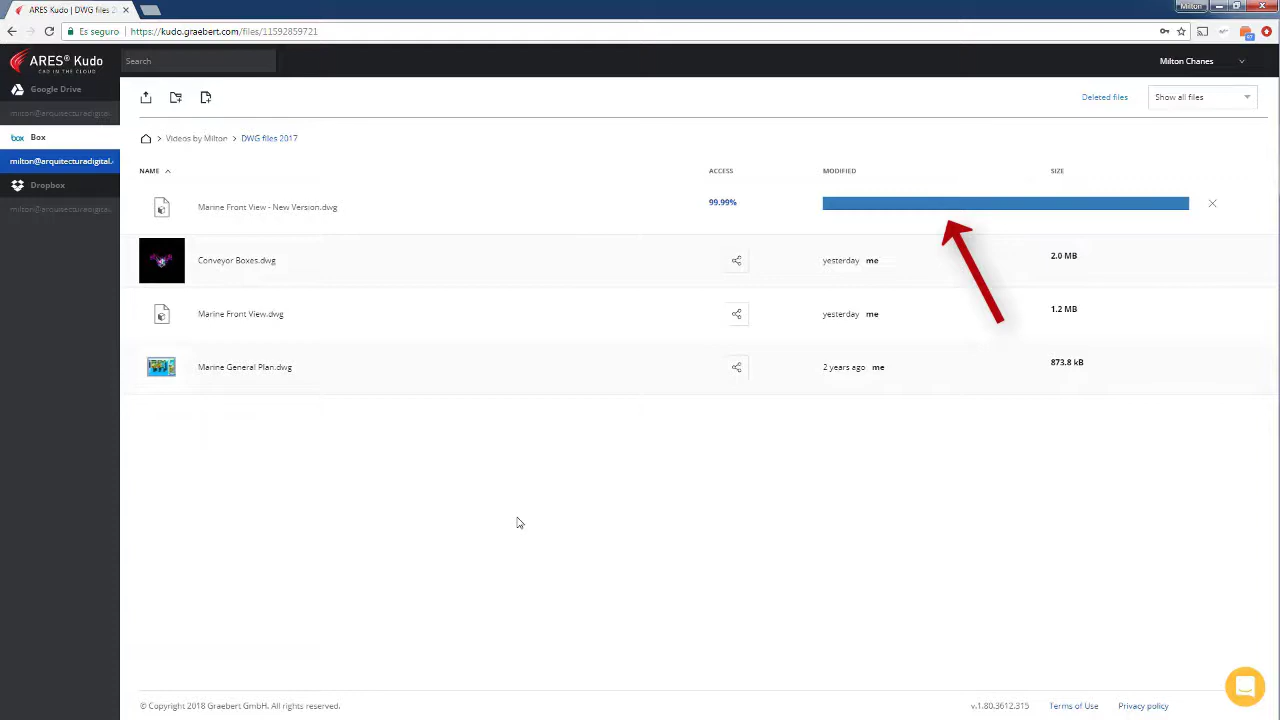 ARES Kudo | DWG files 2
Milton
Es seguro
https://kudo.graebert.com/files/11592859721
ARES® Kudo
CAD IN THE CLOUD
Search
Milton Chanes
Google Drive
milton@arquitecturadigital.
Box
milton@arquitecturadigital.
Dropbox
milton@arquitecturadigital.
Deleted files
Show all files
> Videos by Milton > DWG files 2017
NAME ACCESS MODIFIED SIZE
Marine Front View - New Version.dwg 99.99%
Conveyor Boxes.dwg yesterday me 2.0 MB
Marine Front View.dwg yesterday me 1.2 MB
Marine General Plan.dwg 2 years ago me 873.8 kB
© Copyright 2018 Graebert GmbH. All rights reserved. v.1.80.3612.315 Terms of Use Privacy policy